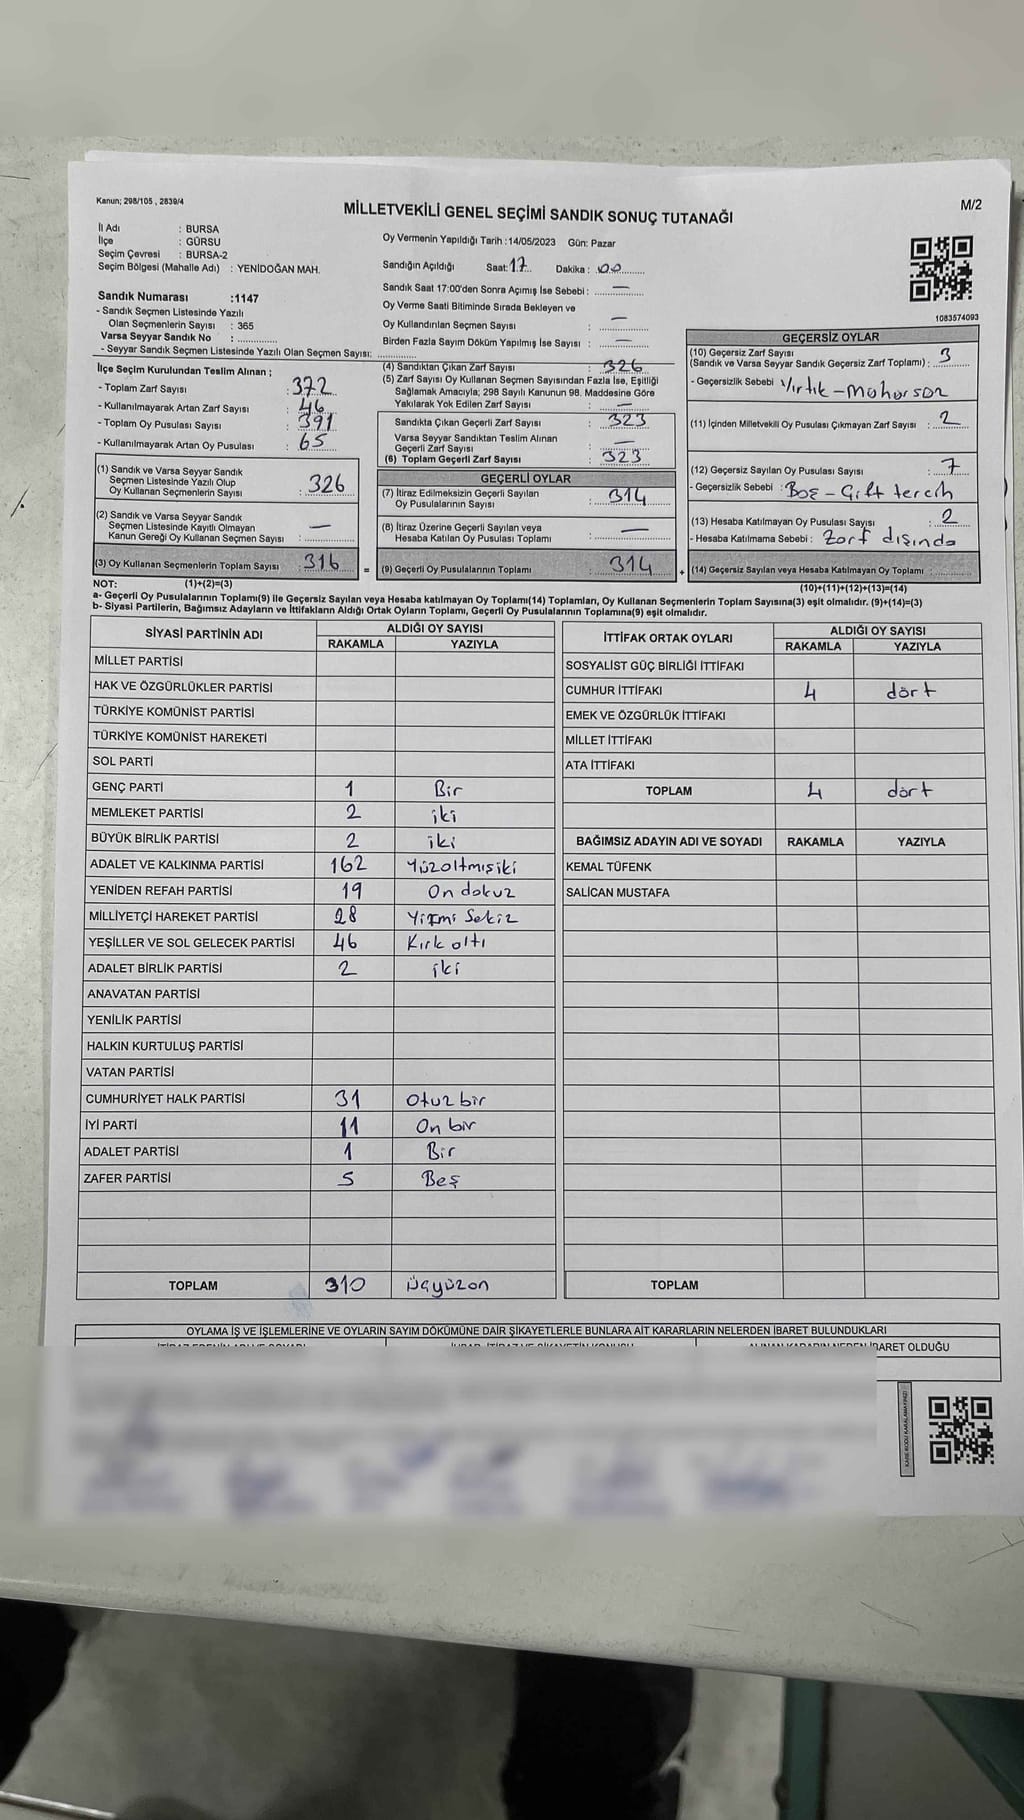 Kanun; 298/105 , 2839/4
MİLLETVEKİLİ GENEL SEÇİMİ SANDIK SONUÇ TUTANAĞI
M/2
İl Adı : BURSA
İlçe : GÜRSU
Seçim Çevresi : BURSA-2
Seçim Bölgesi (Mahalle Adı) : YENİDOĞAN MAH.
Sandık Numarası :1147
- Sandık Seçmen Listesinde Yazılı
Olan Seçmenlerin Sayısı : 365
Varsa Seyyar Sandık No :
- Seyyar Sandık Seçmen Listesinde Yazılı Olan Seçmen Sayısı:
Oy Vermenin Yapıldığı Tarih :14/05/2023 Gün: Pazar
Sandığın Açıldığı Saat: 17 Dakika : 00
Sandık Saat 17:00'den Sonra Açımış İse Sebebi : —
Oy Verme Saati Bitiminde Sırada Bekleyen ve
Oy Kullandırılan Seçmen Sayısı : —
Birden Fazla Sayım Döküm Yapılmış İse Sayısı : —
1083574093
İlçe Seçim Kurulundan Teslim Alınan ;
- Toplam Zarf Sayısı : 372
- Kullanılmayarak Artan Zarf Sayısı : 46
- Toplam Oy Pusulası Sayısı : 391
- Kullanılmayarak Artan Oy Pusulası : 65
(1) Sandık ve Varsa Seyyar Sandık
Seçmen Listesinde Yazılı Olup
Oy Kullanan Seçmenlerin Sayısı : 326
(2) Sandık ve Varsa Seyyar Sandık
Seçmen Listesinde Kayıtlı Olmayan
Kanun Gereği Oy Kullanan Seçmen Sayısı : —
(3) Oy Kullanan Seçmenlerin Toplam Sayısı : 316 =
(4) Sandıktan Çıkan Zarf Sayısı : 326
(5) Zarf Sayısı Oy Kullanan Seçmen Sayısından Fazla İse, Eşitliği
Sağlamak Amacıyla; 298 Sayılı Kanunun 98. Maddesine Göre
Yakılarak Yok Edilen Zarf Sayısı : —
Sandıkta Çıkan Geçerli Zarf Sayısı : 323
Varsa Seyyar Sandıktan Teslim Alınan
Geçerli Zarf Sayısı : —
(6) Toplam Geçerli Zarf Sayısı : 323
GEÇERLİ OYLAR
(7) İtiraz Edilmeksizin Geçerli Sayılan
Oy Pusulalarının Sayısı : 314
(8) İtiraz Üzerine Geçerli Sayılan veya
Hesaba Katılan Oy Pusulası Toplamı : —
(9) Geçerli Oy Pusulalarının Toplamı : 314 +
GEÇERSİZ OYLAR
(10) Geçersiz Zarf Sayısı
(Sandık ve Varsa Seyyar Sandık Geçersiz Zarf Toplamı) : 3
- Geçersizlik Sebebi : Yırtık – Mühürsüz
(11) İçinden Milletvekili Oy Pusulası Çıkmayan Zarf Sayısı : 2
(12) Geçersiz Sayılan Oy Pusulası Sayısı : 7
- Geçersizlik Sebebi : Boş – Çift tercih
(13) Hesaba Katılmayan Oy Pusulası Sayısı : 2
- Hesaba Katılmama Sebebi : Zarf dışında
(14) Geçersiz Sayılan veya Hesaba Katılmayan Oy Toplamı :
NOT: (1)+(2)=(3) (10)+(11)+(12)+(13)=(14)
a- Geçerli Oy Pusulalarının Toplamı(9) ile Geçersiz Sayılan veya Hesaba katılmayan Oy Toplamı(14) Toplamları, Oy Kullanan Seçmenlerin Toplam Sayısına(3) eşit olmalıdır. (9)+(14)=(3)
b- Siyasi Partilerin, Bağımsız Adayların ve İttifakların Aldığı Ortak Oyların Toplamı, Geçerli Oy Pusulalarının Toplamına(9) eşit olmalıdır.
SİYASİ PARTİNİN ADI ALDIĞI OY SAYISI
RAKAMLA YAZIYLA
MİLLET PARTİSİ
HAK VE ÖZGÜRLÜKLER PARTİSİ
TÜRKİYE KOMÜNİST PARTİSİ
TÜRKİYE KOMÜNİST HAREKETİ
SOL PARTİ
GENÇ PARTİ 1 Bir
MEMLEKET PARTİSİ 2 iki
BÜYÜK BİRLİK PARTİSİ 2 iki
ADALET VE KALKINMA PARTİSİ 162 Yüzaltmışiki
YENİDEN REFAH PARTİSİ 19 On dokuz
MİLLİYETÇİ HAREKET PARTİSİ 28 Yirmi Sekiz
YEŞİLLER VE SOL GELECEK PARTİSİ 46 Kırk altı
ADALET BİRLİK PARTİSİ 2 iki
ANAVATAN PARTİSİ
YENİLİK PARTİSİ
HALKIN KURTULUŞ PARTİSİ
VATAN PARTİSİ
CUMHURİYET HALK PARTİSİ 31 Otuz bir
İYİ PARTİ 11 On bir
ADALET PARTİSİ 1 Bir
ZAFER PARTİSİ 5 Beş
TOPLAM 310 Üçyüzon
İTTİFAK ORTAK OYLARI ALDIĞI OY SAYISI
RAKAMLA YAZIYLA
SOSYALİST GÜÇ BİRLİĞİ İTTİFAKI
CUMHUR İTTİFAKI 4 dört
EMEK VE ÖZGÜRLÜK İTTİFAKI
MİLLET İTTİFAKI
ATA İTTİFAKI
TOPLAM 4 dört
BAĞIMSIZ ADAYIN ADI VE SOYADI RAKAMLA YAZIYLA
KEMAL TÜFENK
SALİCAN MUSTAFA
TOPLAM
OYLAMA İŞ VE İŞLEMLERİNE VE OYLARIN SAYIM DÖKÜMÜNE DAİR ŞİKAYETLERLE BUNLARA AİT KARARLARIN NELERDEN İBARET BULUNDUKLARI
İBARET OLDUĞU